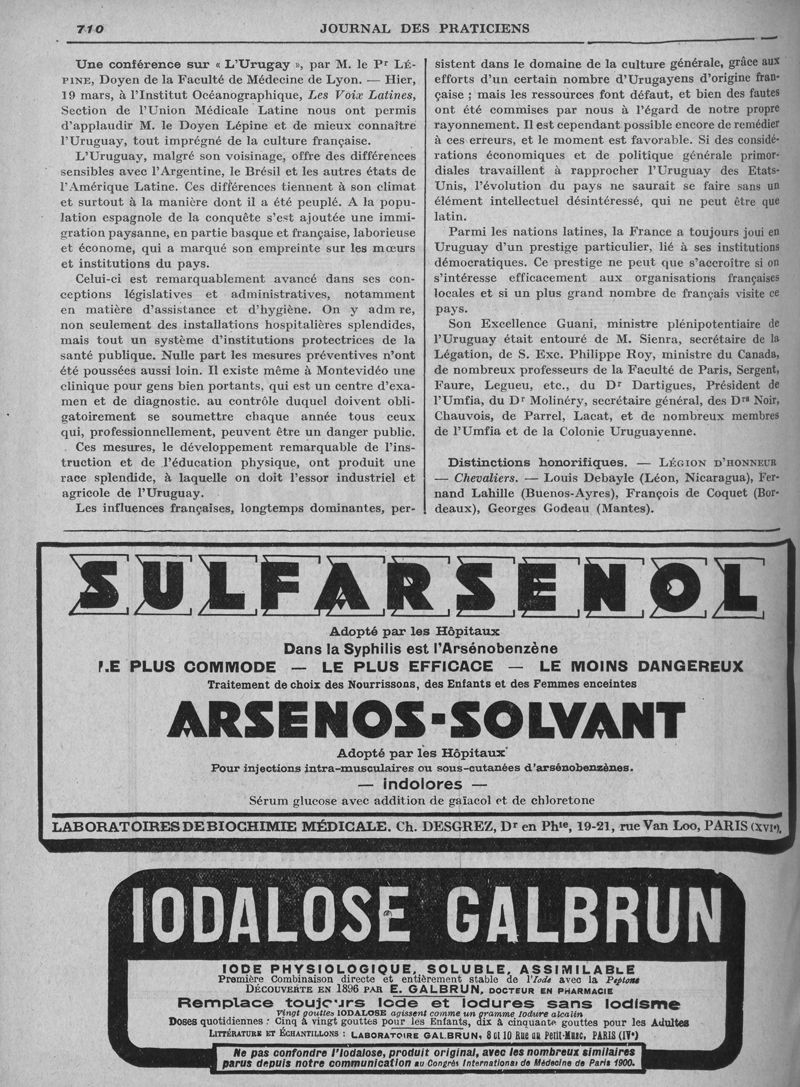 710
JOURNAL DES PRATICIENS
Une conférence sur « L'Urugay », par M. le Pr LÉ-
PINE, Doyen de la Faculté de Médecine de Lyon. — Hier,
19 mars, à l'Institut Océanographique, Les Voix Latines,
Section de l'Union Médicale Latine nous ont permis
d'applaudir M. le Doyen Lépine et de mieux connaître
l'Uruguay, tout imprégné de la culture française.
L'Uruguay, malgré son voisinage, offre des différences
sensibles avec l'Argentine, le Brésil et les autres états de
l'Amérique Latine. Ces différences tiennent à son climat
et surtout à la manière dont il a été peuplé. A la popu-
lation espagnole de la conquête s'est ajoutée une immi-
gration paysanne, en partie basque et française, laborieuse
et économe, qui a marqué son empreinte sur les mœurs
et institutions du pays.
Celui-ci est remarquablement avancé dans ses con-
ceptions législatives et administratives, notamment
en matière d'assistance et d'hygiène. On y adm re,
non seulement des installations hospitalières splendides,
mais tout un système d'institutions protectrices de la
santé publique. Nulle part les mesures préventives n'ont
été poussées aussi loin. Il existe même à Montevidéo une
clinique pour gens bien portants, qui est un centre d'exa-
men et de diagnostic. au contrôle duquel doivent obli-
gatoirement se soumettre chaque année tous ceux
qui, professionnellement, peuvent être un danger public.
Ces mesures, le développement remarquable de l'ins-
truction et de l'éducation physique, ont produit une
race splendide, à laquelle on doit l'essor industriel et
agricole de l'Uruguay.
Les influences françaises, longtemps dominantes, per-
sistent dans le domaine de la culture générale, grâce aux
efforts d'un certain nombre d'Urugayens d'origine fran-
çaise ; mais les ressources font défaut, et bien des fautes
ont été commises par nous à l'égard de notre propre
rayonnement. Il est cependant possible encore de remédier
à ces erreurs, et le moment est favorable. Si des considé-
rations économiques et de politique générale primor-
diales travaillent à rapprocher l'Uruguay des Etats-
Unis, l'évolution du pays ne saurait se faire sans un
élément intellectuel désintéressé, qui ne peut être que
latin.
Parmi les nations latines, la France a toujours joui en
Uruguay d'un prestige particulier, lié à ses institutions
démocratiques. Ce prestige ne peut que s'accroître si on
s'intéresse efficacement aux organisations françaises
locales et si un plus grand nombre de français visite ce
pays.
Son Excellence Guani, ministre plénipotentiaire de
l'Uruguay était entouré de M. Sienra, secrétaire de la
Légation, de S. Exc. Philippe Roy, ministre du Canada,
de nombreux professeurs de la Faculté de Paris, Sergent,
Faure, Legueu, etc., du Dr Dartigues, Président de
l'Umfia, du Dr Molinéry, secrétaire général, des Drs Noir,
Chauvois, de Parrel, Lacat, et de nombreux membres
de l'Umfia et de la Colonie Uruguayenne.
Distinctions honorifiques. — LÉGION D'HONNEUR
— Chevaliers. — Louis Debayle (Léon, Nicaragua), Fer-
nand Lahille (Buenos-Ayres), François de Coquet (Bor-
deaux), Georges Godeau (Mantes).
SULFARSENOL
Adopté par les Hôpitaux
Dans la Syphilis est l'Arsénobenzène
LE PLUS COMMODE — LE PLUS EFFICACE — LE MOINS DANGEREUX
Traitement de choix des Nourrissons, des Enfants et des Femmes enceintes
ARSENOS-SOLVANT
Adopté par les Hôpitaux
Pour injections intra-musculaires ou sous-cutanées d'arsénobenzènes.
— indolores —
Sérum glucose avec addition de gaïacol et de chloretone
LABORATOIRES DE BIOCHIMIE MÉDICALE. Ch. DESGREZ, Dr en Phie, 19-21, rue Van Loo, PARIS (XVIe).
IODALOSE GALBRUN
IODE PHYSIOLOGIQUE, SOLUBLE, ASSIMILABLE
Première Combinaison directe et entièrement stable de l'Iode avec la Peptone
DÉCOUVERTE EN 1896 PAR E. GALBRUN, DOCTEUR EN PHARMACIE
Remplace toujours Iode et Iodures sans Iodisme
Vingt gouttes IODALOSE agissent comme un gramme Iodure alcalin
Doses quotidiennes : Cinq à vingt gouttes pour les Enfants, dix à cinquante gouttes pour les Adultes
LITTÉRATURE ET ÉCHANTILLONS : LABORATOIRE GALBRUN, 8 et 10 Rue du Petit-Musc, PARIS (IVe)
Ne pas confondre l'Iodalose, produit original, avec les nombreux similaires
parus depuis notre communication au Congrès International de Médecine de Paris 1900.